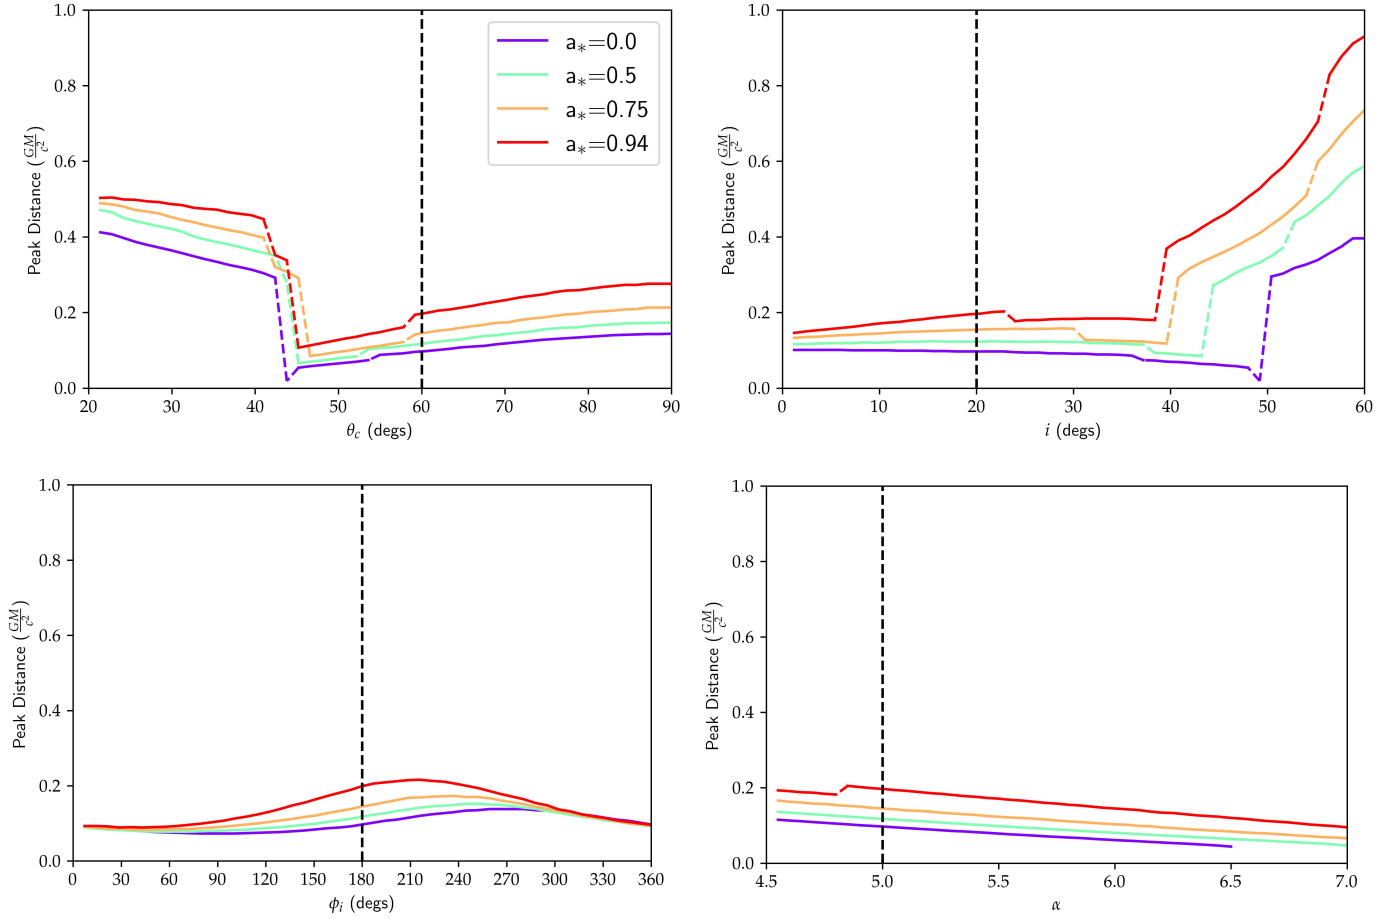 1.0
0.8
0.6
0.4
0.2
0.0
Peak Distance (GM/c²)
20 30 40 50 60 70 80 90
θc (degs)
a*=0.0
a*=0.5
a*=0.75
a*=0.94
1.0
0.8
0.6
0.4
0.2
0.0
Peak Distance (GM/c²)
0 10 20 30 40 50 60
i (degs)
1.0
0.8
0.6
0.4
0.2
0.0
Peak Distance (GM/c²)
0 30 60 90 120 150 180 210 240 270 300 330 360
ϕi (degs)
1.0
0.8
0.6
0.4
0.2
0.0
Peak Distance (GM/c²)
4.5 5.0 5.5 6.0 6.5 7.0
α